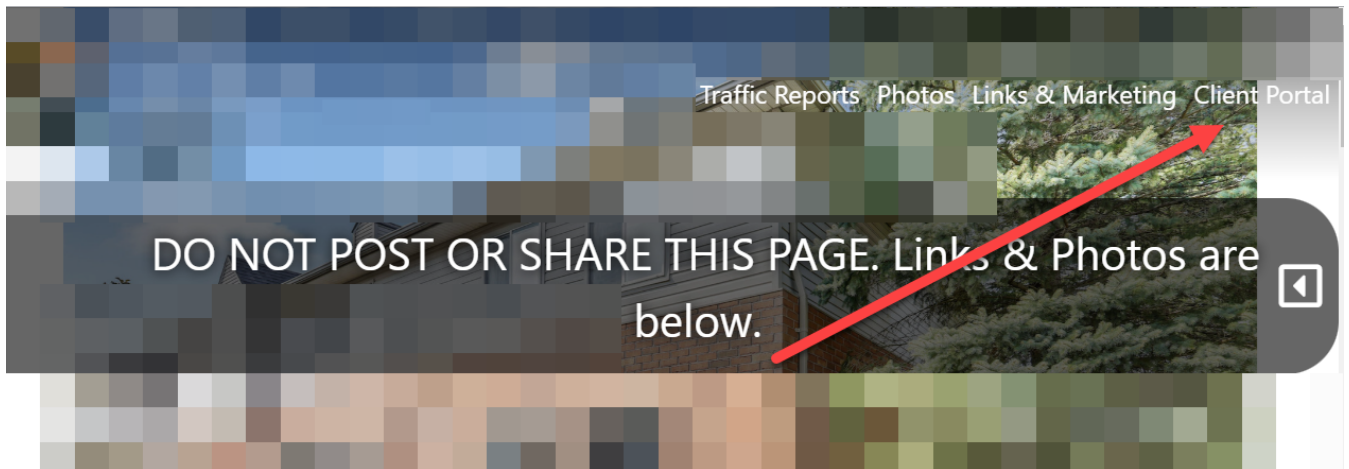 Traffic Reports Photos Links & Marketing Client Portal
DO NOT POST OR SHARE THIS PAGE. Links & Photos are
below.